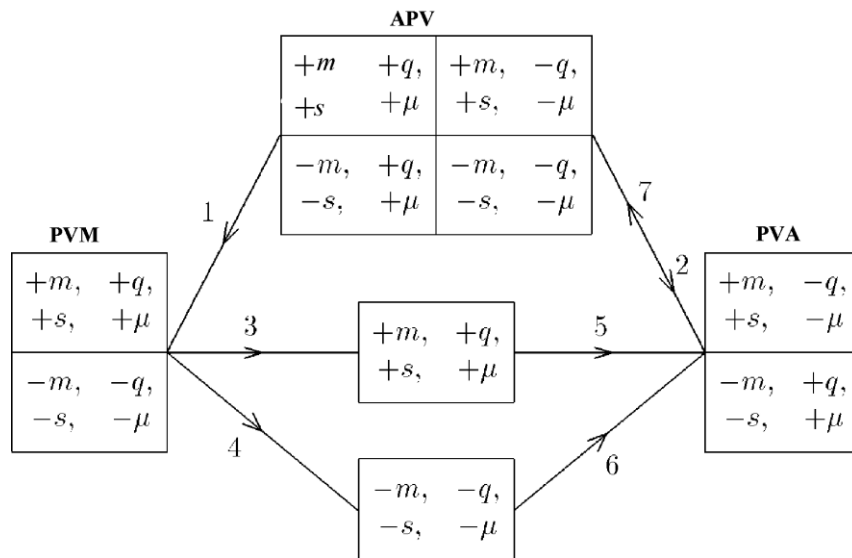 APV
+m +q, +m, −q,
+s +μ +s, −μ
−m, +q, −m, −q,
−s, +μ −s, −μ
1
7
PVM
PVA
2
+m, +q,
+s, +μ
+m, −q,
+s, −μ
3
+m, +q,
+s, +μ
5
−m, −q,
−s, −μ
−m, +q,
−s, +μ
4
6
−m, −q,
−s, −μ